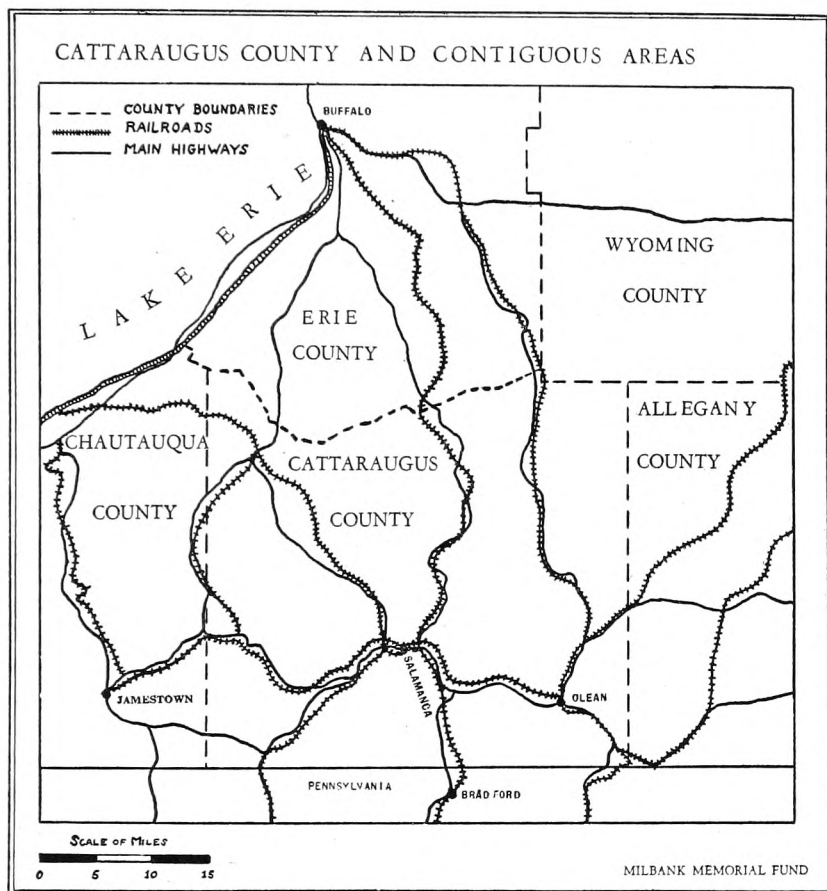 CATTARAUGUS COUNTY AND CONTIGUOUS AREAS
COUNTY BOUNDARIES
RAILROADS
MAIN HIGHWAYS
BUFFALO
LAKE ERIE
WYOMING
COUNTY
ERIE
COUNTY
ALLEGANY
COUNTY
CHAUTAUQUA
COUNTY
CATTARAUGUS
COUNTY
SALAMANCA
JAMESTOWN
OLEAN
PENNSYLVANIA
BRADFORD
SCALE OF MILES
0 5 10 15
MILBANK MEMORIAL FUND